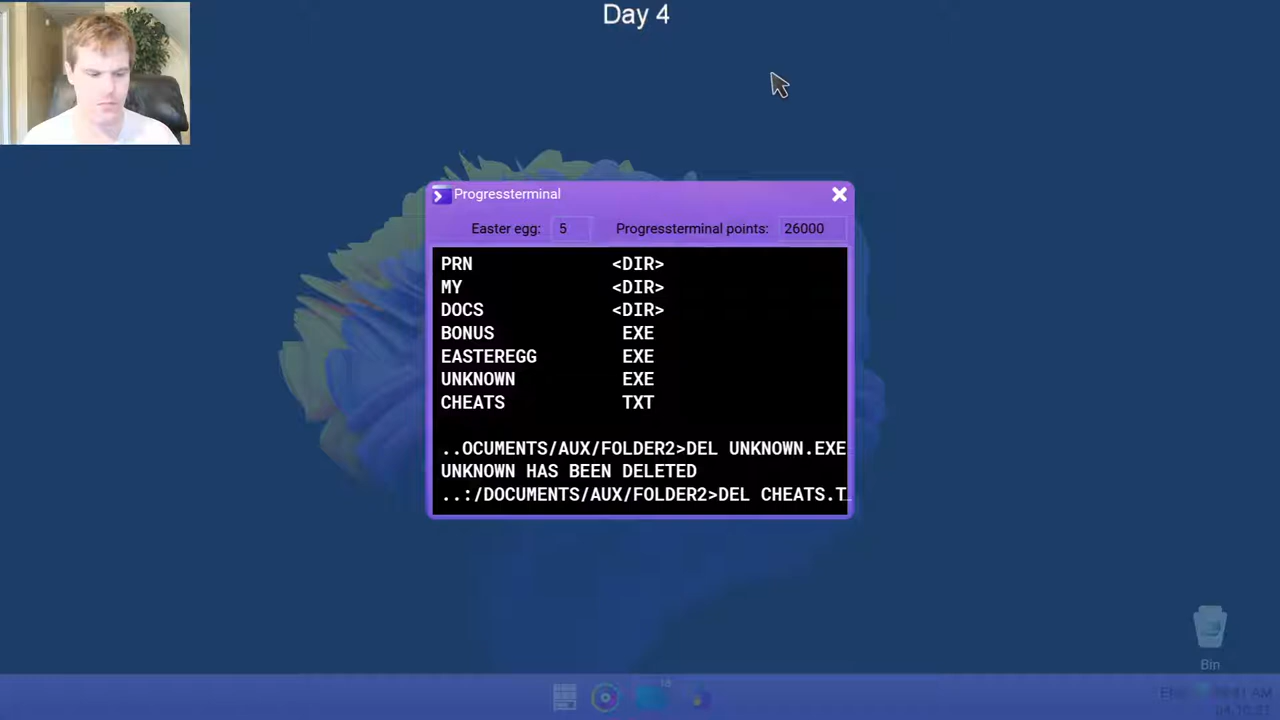 Day 4
Progressterminal
Easter egg: 5 Progressterminal points: 26000
PRN <DIR>
MY <DIR>
DOCS <DIR>
BONUS EXE
EASTEREGG EXE
UNKNOWN EXE
CHEATS TXT
..OCUMENTS/AUX/FOLDER2>DEL UNKNOWN.EXE
UNKNOWN HAS BEEN DELETED
..:/DOCUMENTS/AUX/FOLDER2>DEL CHEATS.T_
Bin